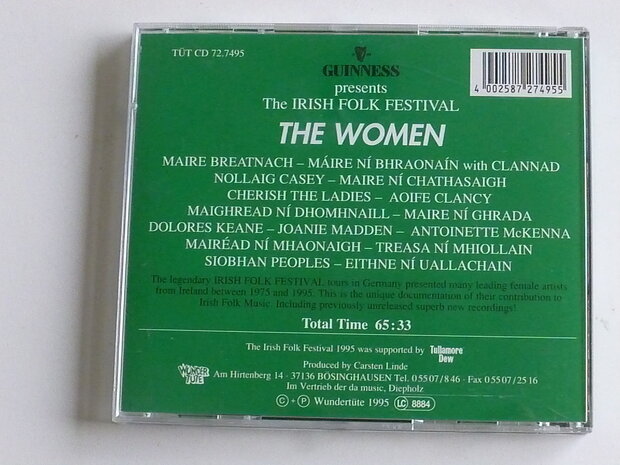 TÜT CD 72.7495
GUINNESS
4 002587 274955
presents
The IRISH FOLK FESTIVAL
THE WOMEN
MAIRE BREATNACH – MÁIRE NÍ BHRAONAÍN with CLANNAD
NOLLAIG CASEY – MAIRE NÍ CHATHASAIGH
CHERISH THE LADIES – AOIFE CLANCY
MAIGHREAD NÍ DHOMHNAILL – MAIRE NÍ GHRADA
DOLORES KEANE – JOANIE MADDEN – ANTOINETTE McKENNA
MAIRÉAD NÍ MHAONAIGH – TREASA NÍ MHIOLLAIN
SIOBHAN PEOPLES – EITHNE NÍ UALLACHAIN
The legendary IRISH FOLK FESTIVAL tours in Germany presented many leading female artists
from Ireland between 1975 and 1995. This is the unique documentation of their contribution to
Irish Folk Music. Including previously unreleased superb new recordings!
Total Time 65:33
The Irish Folk Festival 1995 was supported by Tullamore Dew
Produced by Carsten Linde
WUNDER TÜTE
Am Hirtenberg 14 - 37136 BÖSINGHAUSEN Tel. 0 55 07 / 8 46 - Fax 0 55 07 / 25 16
Im Vertrieb der da music, Diepholz
© + ℗ Wundertüte 1995 LC 8884